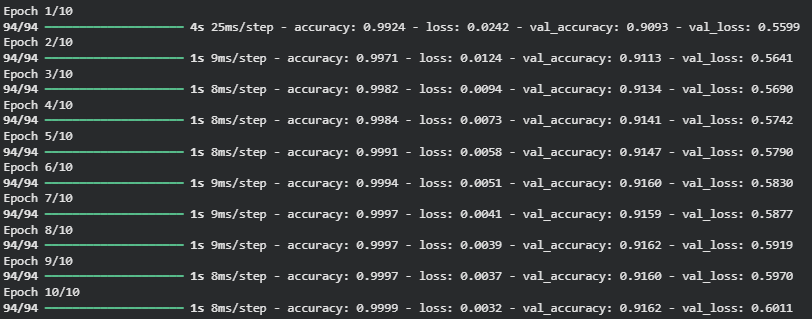 Epoch 1/10
94/94 ━━━━━━━━━━━━━━━━━━━━ 4s 25ms/step - accuracy: 0.9924 - loss: 0.0242 - val_accuracy: 0.9093 - val_loss: 0.5599
Epoch 2/10
94/94 ━━━━━━━━━━━━━━━━━━━━ 1s 9ms/step - accuracy: 0.9971 - loss: 0.0124 - val_accuracy: 0.9113 - val_loss: 0.5641
Epoch 3/10
94/94 ━━━━━━━━━━━━━━━━━━━━ 1s 8ms/step - accuracy: 0.9982 - loss: 0.0094 - val_accuracy: 0.9134 - val_loss: 0.5690
Epoch 4/10
94/94 ━━━━━━━━━━━━━━━━━━━━ 1s 8ms/step - accuracy: 0.9984 - loss: 0.0073 - val_accuracy: 0.9141 - val_loss: 0.5742
Epoch 5/10
94/94 ━━━━━━━━━━━━━━━━━━━━ 1s 8ms/step - accuracy: 0.9991 - loss: 0.0058 - val_accuracy: 0.9147 - val_loss: 0.5790
Epoch 6/10
94/94 ━━━━━━━━━━━━━━━━━━━━ 1s 9ms/step - accuracy: 0.9994 - loss: 0.0051 - val_accuracy: 0.9160 - val_loss: 0.5830
Epoch 7/10
94/94 ━━━━━━━━━━━━━━━━━━━━ 1s 9ms/step - accuracy: 0.9997 - loss: 0.0041 - val_accuracy: 0.9159 - val_loss: 0.5877
Epoch 8/10
94/94 ━━━━━━━━━━━━━━━━━━━━ 1s 9ms/step - accuracy: 0.9997 - loss: 0.0039 - val_accuracy: 0.9162 - val_loss: 0.5919
Epoch 9/10
94/94 ━━━━━━━━━━━━━━━━━━━━ 1s 8ms/step - accuracy: 0.9997 - loss: 0.0037 - val_accuracy: 0.9160 - val_loss: 0.5970
Epoch 10/10
94/94 ━━━━━━━━━━━━━━━━━━━━ 1s 8ms/step - accuracy: 0.9999 - loss: 0.0032 - val_accuracy: 0.9162 - val_loss: 0.6011